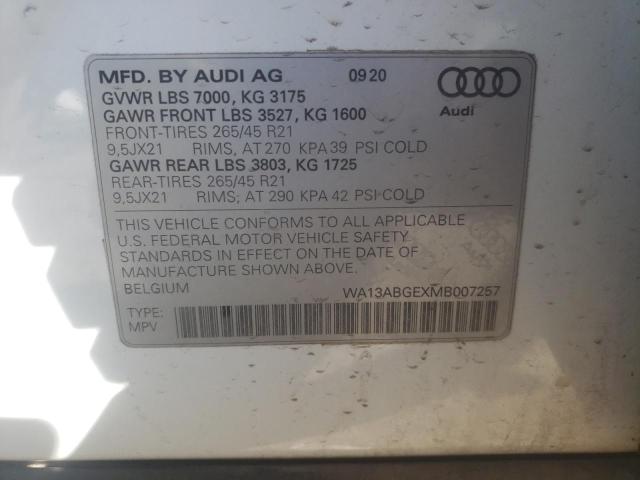 MFD. BY AUDI AG 09 20
GVWR LBS 7000, KG 3175
GAWR FRONT LBS 3527, KG 1600
FRONT-TIRES 265/45 R21
9,5JX21 RIMS, AT 270 KPA 39 PSI COLD
GAWR REAR LBS 3803, KG 1725
REAR-TIRES 265/45 R21
9,5JX21 RIMS; AT 290 KPA 42 PSI COLD
Audi
THIS VEHICLE CONFORMS TO ALL APPLICABLE
U.S. FEDERAL MOTOR VEHICLE SAFETY
STANDARDS IN EFFECT ON THE DATE OF
MANUFACTURE SHOWN ABOVE.
BELGIUM WA13ABGEXMB007257
TYPE:
MPV